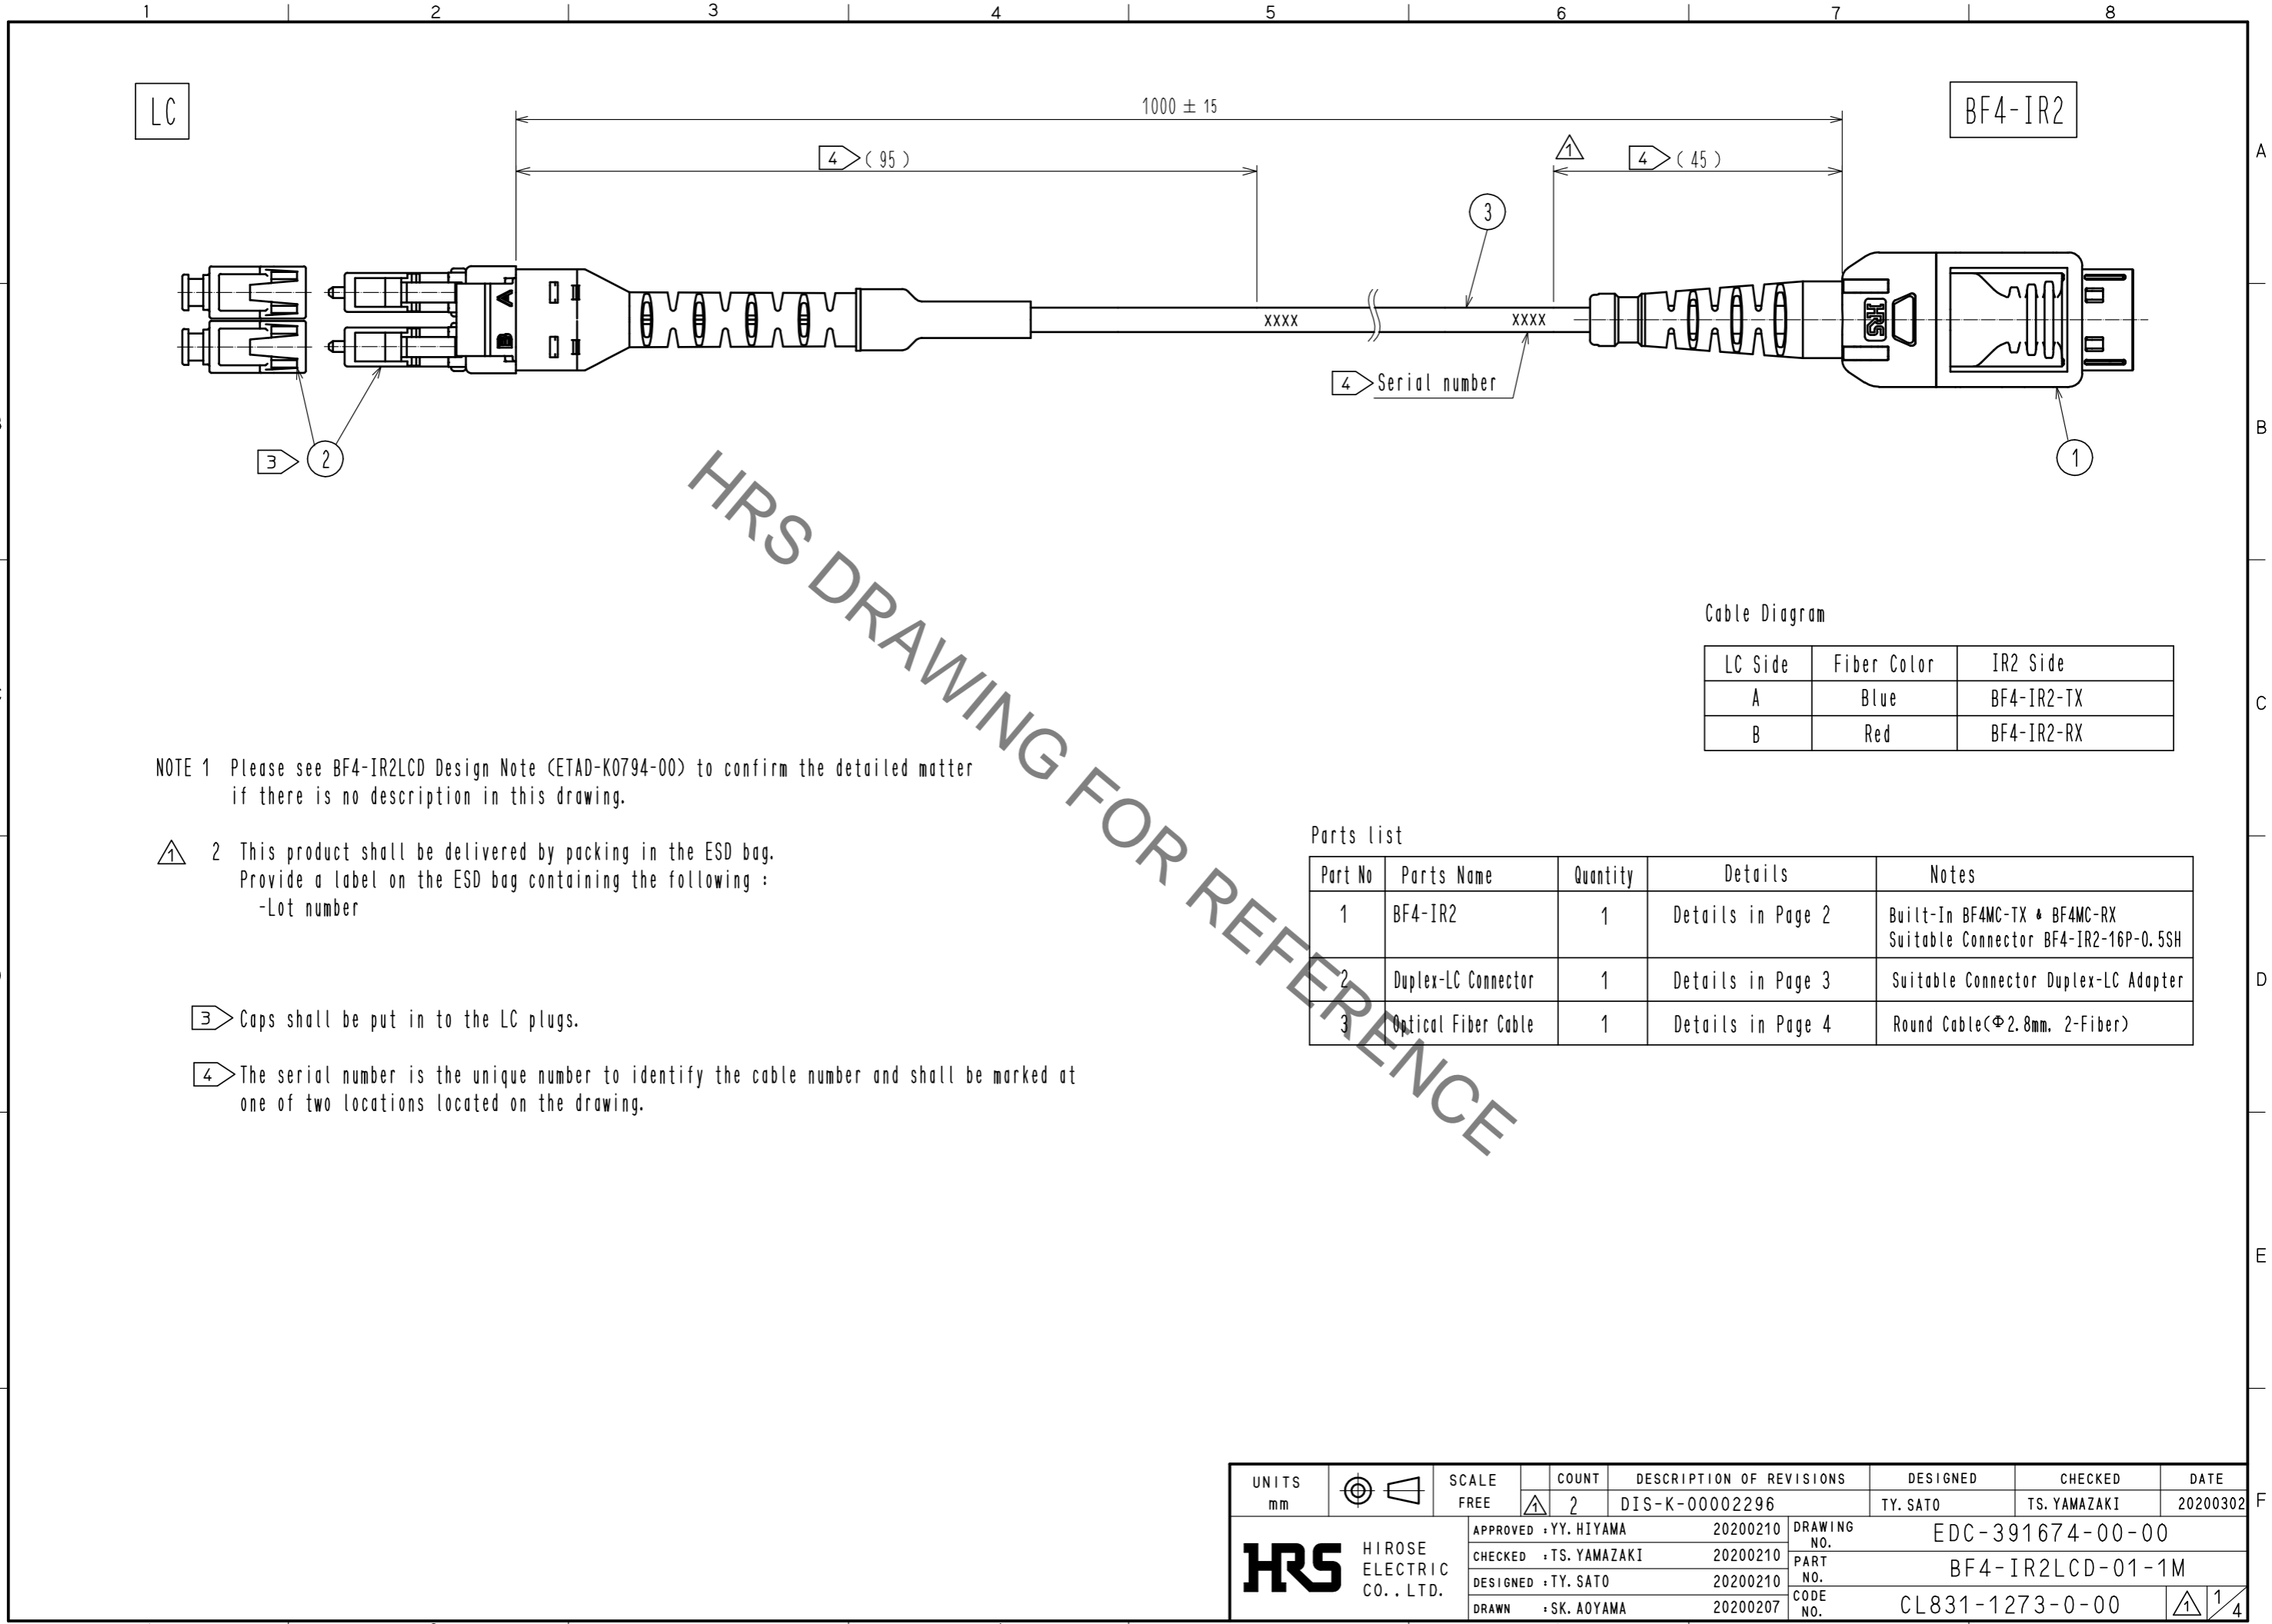 1 2 3 4 5 6 7 8
LC
1000 ± 15
BF4-IR2
4 (95)
1
4 (45)
A
3
A
B
XXXX
XXXX
HRS
4 Serial number
3 2
1
B
HRS DRAWING FOR REFERENCE
Cable Diagram
LC Side Fiber Color IR2 Side
A Blue BF4-IR2-TX
B Red BF4-IR2-RX
C
NOTE 1 Please see BF4-IR2LCD Design Note (ETAD-K0794-00) to confirm the detailed matter
if there is no description in this drawing.
1 2 This product shall be delivered by packing in the ESD bag.
Provide a label on the ESD bag containing the following :
-Lot number
3 Caps shall be put in to the LC plugs.
4 The serial number is the unique number to identify the cable number and shall be marked at
one of two locations located on the drawing.
Parts list
Part No Parts Name Quantity Details Notes
1 BF4-IR2 1 Details in Page 2 Built-In BF4MC-TX & BF4MC-RX
Suitable Connector BF4-IR2-16P-0.5SH
2 Duplex-LC Connector 1 Details in Page 3 Suitable Connector Duplex-LC Adapter
3 Optical Fiber Cable 1 Details in Page 4 Round Cable(Φ2.8mm, 2-Fiber)
D
E
F
UNITS
mm
SCALE
FREE
COUNT DESCRIPTION OF REVISIONS DESIGNED CHECKED DATE
1 2 DIS-K-00002296 TY. SATO TS. YAMAZAKI 20200302
HRS
HIROSE
ELECTRIC
CO., LTD.
APPROVED : YY. HIYAMA 20200210
CHECKED : TS. YAMAZAKI 20200210
DESIGNED : TY. SATO 20200210
DRAWN : SK. AOYAMA 20200207
DRAWING NO. EDC-391674-00-00
PART NO. BF4-IR2LCD-01-1M
CODE NO. CL831-1273-0-00
1 1/4